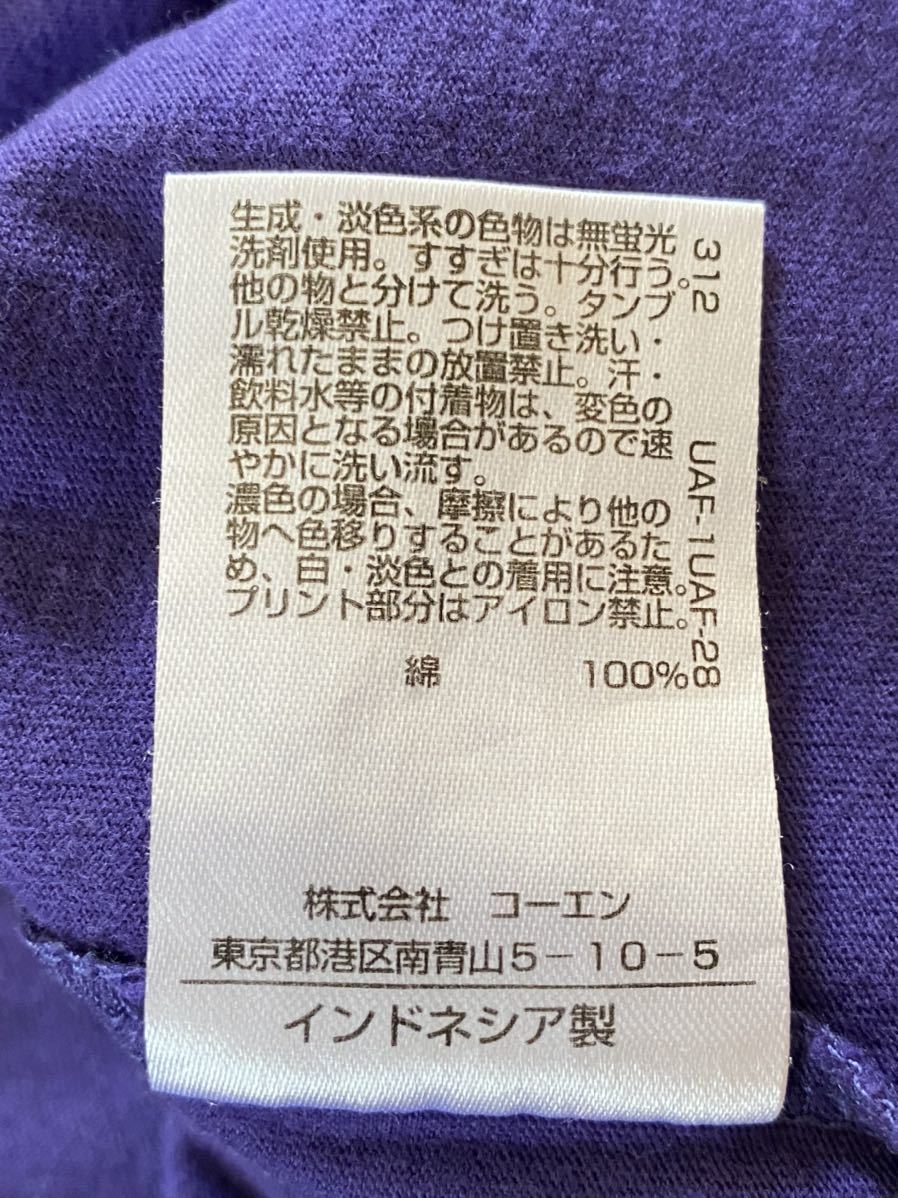 生成・淡色系の色物は無蛍光
洗剤使用。すすぎは十分行う。
他の物と分けて洗う。タンブ
ル乾燥禁止。つけ置き洗い・
濡れたままの放置禁止。汗・
飲料水等の付着物は、変色の
原因となる場合があるので速
やかに洗い流す。
濃色の場合、摩擦により他の
物へ色移りすることがあるた
め、白・淡色との着用に注意。
プリント部分はアイロン禁止。
綿 100%
312 UAF-1UAF-28
株式会社 コーエン
東京都港区南青山5-10-5
インドネシア製